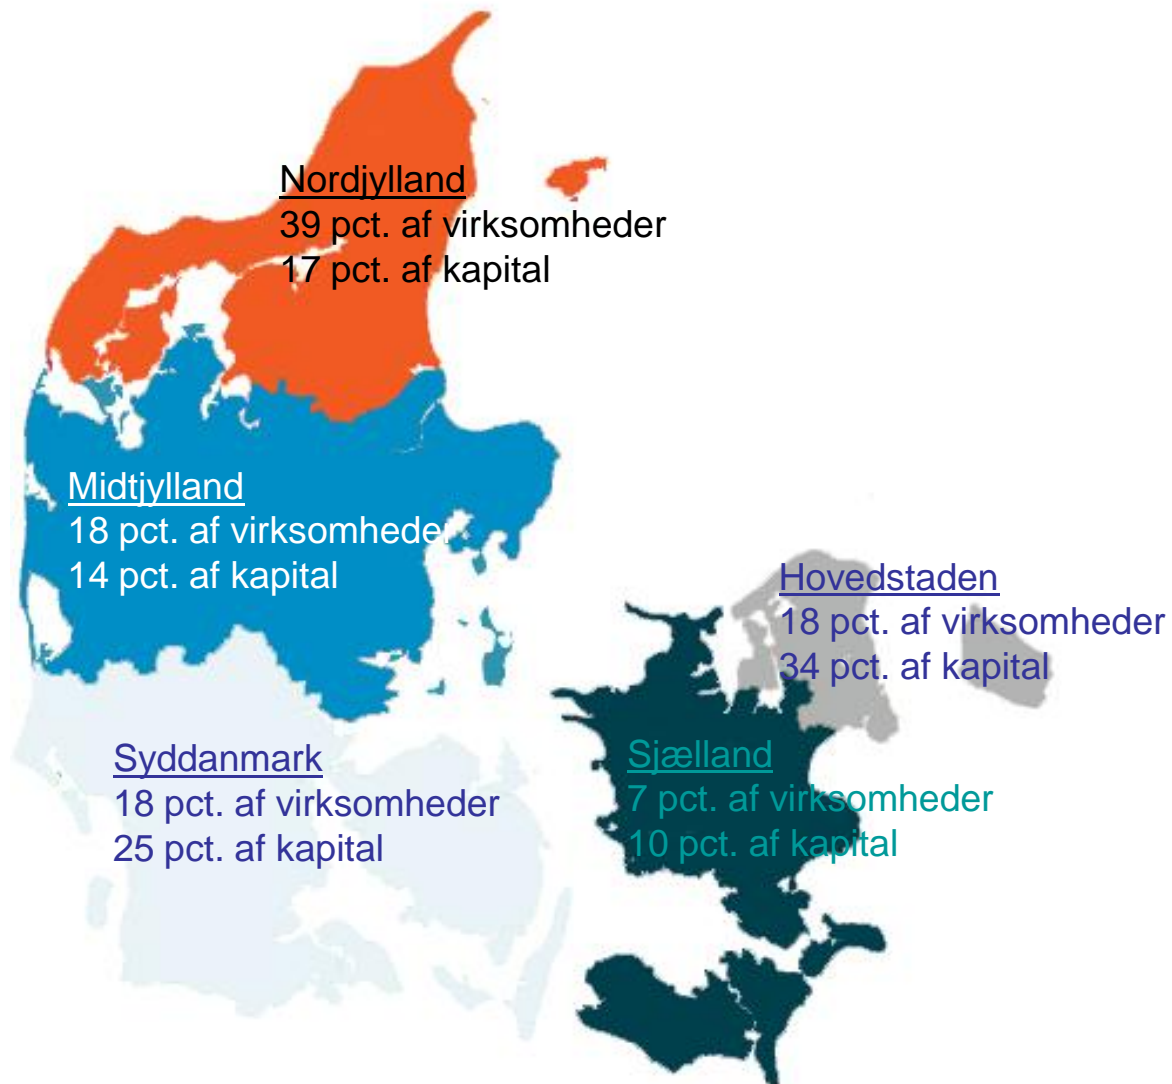 Nordjylland
39 pct. af virksomheder
17 pct. af kapital
Midtjylland
18 pct. af virksomheder
14 pct. af kapital
Hovedstaden
18 pct. af virksomheder
34 pct. af kapital
Syddanmark
18 pct. af virksomheder
25 pct. af kapital
Sjælland
7 pct. af virksomheder
10 pct. af kapital